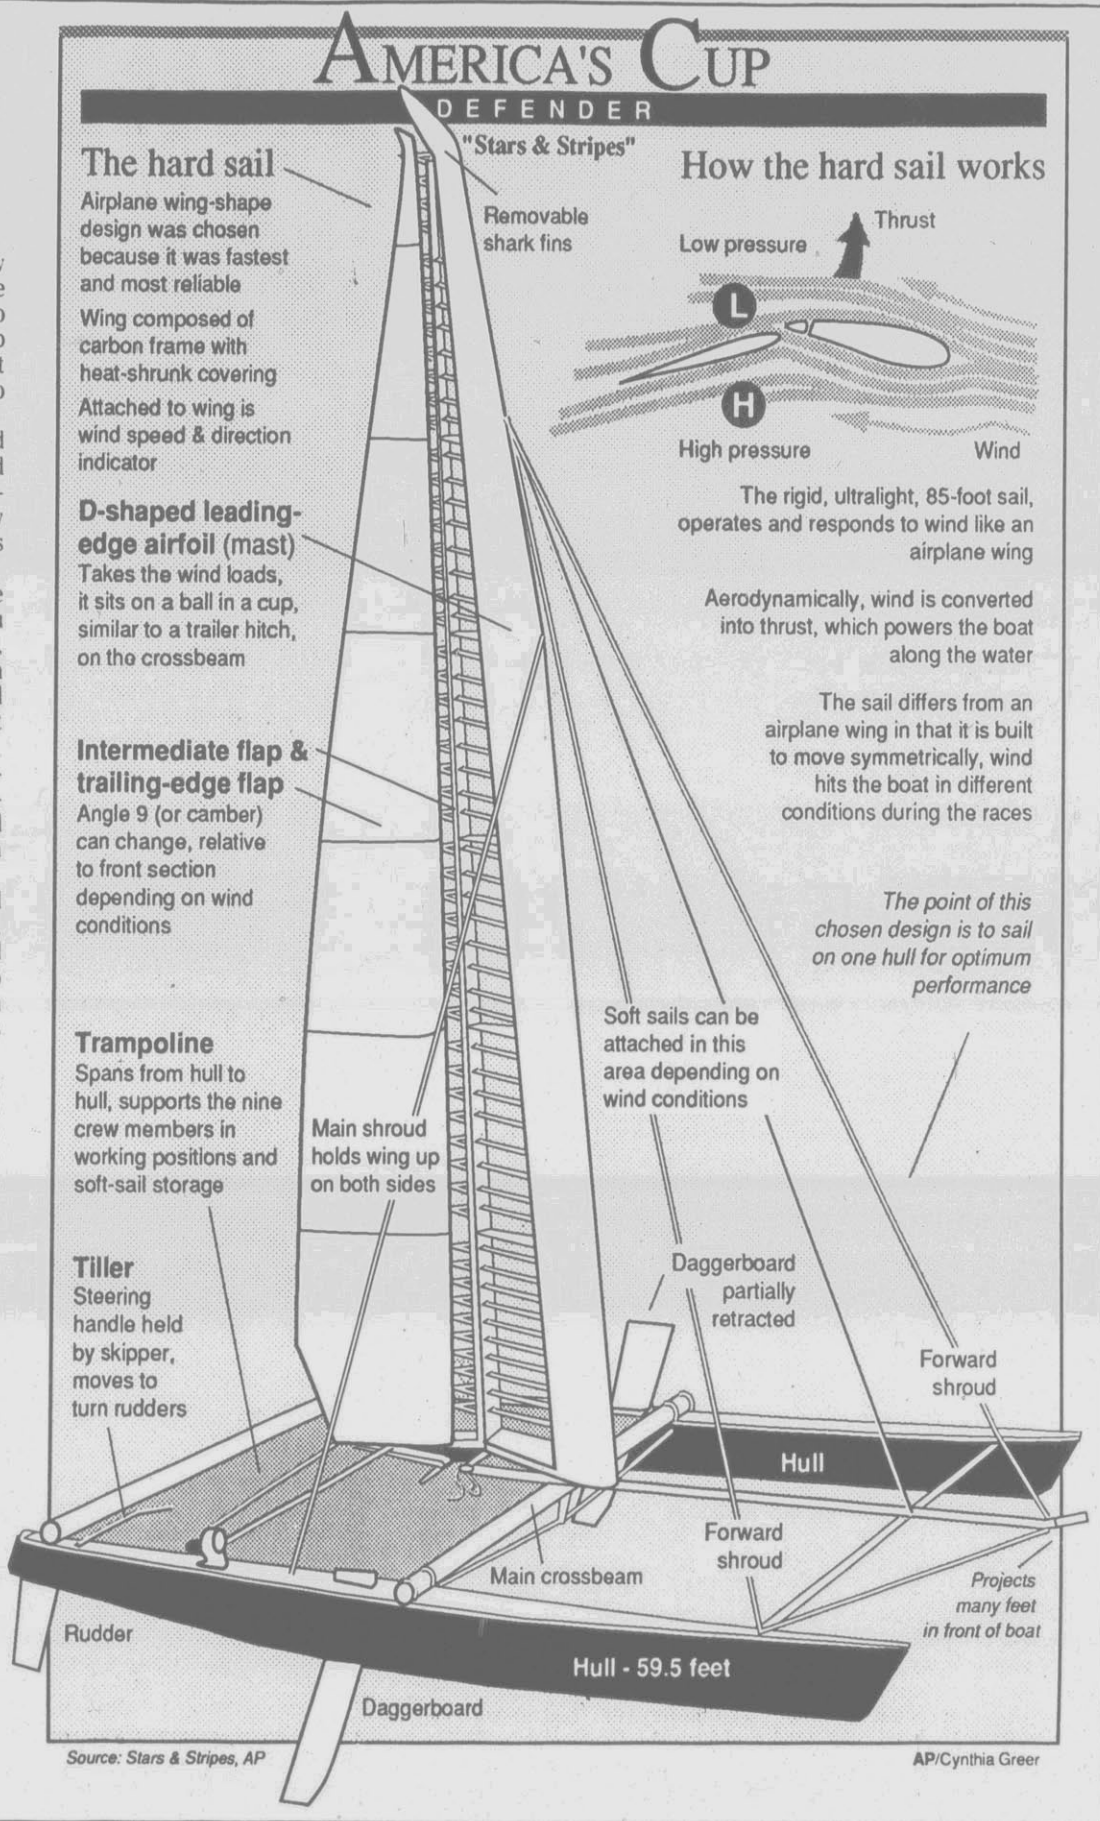 AMERICA'S CUP
DEFENDER
"Stars & Stripes"
The hard sail
Airplane wing-shape
design was chosen
because it was fastest
and most reliable
Wing composed of
carbon frame with
heat-shrunk covering
Attached to wing is
wind speed & direction
indicator
D-shaped leading-
edge airfoil (mast)
Takes the wind loads,
it sits on a ball in a cup,
similar to a trailer hitch,
on the crossbeam
Intermediate flap &
trailing-edge flap
Angle 9 (or camber)
can change, relative
to front section
depending on wind
conditions
Trampoline
Spans from hull to
hull, supports the nine
crew members in
working positions and
soft-sail storage
Tiller
Steering
handle held
by skipper,
moves to
turn rudders
Removable
shark fins
How the hard sail works
Thrust
Low pressure
L
H
High pressure
Wind
The rigid, ultralight, 85-foot sail,
operates and responds to wind like an
airplane wing
Aerodynamically, wind is converted
into thrust, which powers the boat
along the water
The sail differs from an
airplane wing in that it is built
to move symmetrically, wind
hits the boat in different
conditions during the races
The point of this
chosen design is to sail
on one hull for optimum
performance
Soft sails can be
attached in this
area depending on
wind conditions
Main shroud
holds wing up
on both sides
Daggerboard
partially
retracted
Forward
shroud
Hull
Forward
shroud
Main crossbeam
Projects
many feet
in front of boat
Rudder
Hull - 59.5 feet
Daggerboard
Source: Stars & Stripes, AP
AP/Cynthia Greer